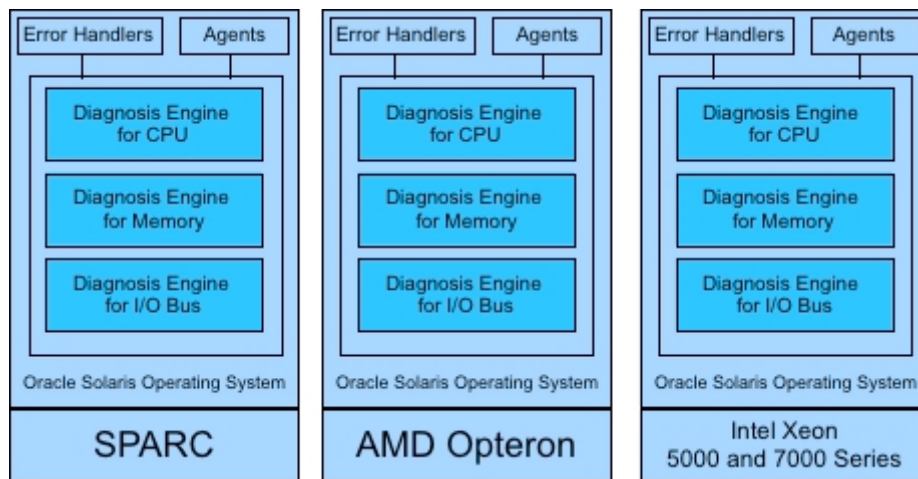 Error Handlers
Agents
Diagnosis Engine
for CPU
Diagnosis Engine
for Memory
Diagnosis Engine
for I/O Bus
Oracle Solaris Operating System
SPARC
Error Handlers
Agents
Diagnosis Engine
for CPU
Diagnosis Engine
for Memory
Diagnosis Engine
for I/O Bus
Oracle Solaris Operating System
AMD Opteron
Error Handlers
Agents
Diagnosis Engine
for CPU
Diagnosis Engine
for Memory
Diagnosis Engine
for I/O Bus
Oracle Solaris Operating System
Intel Xeon
5000 and 7000 Series